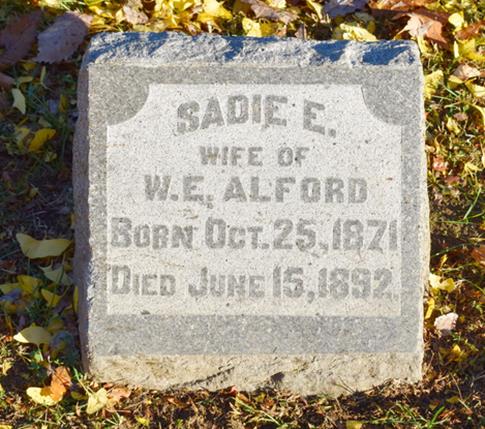 SADIE E.
WIFE OF
W.E. ALFORD
BORN OCT. 25, 1871
DIED JUNE 15, 1892.